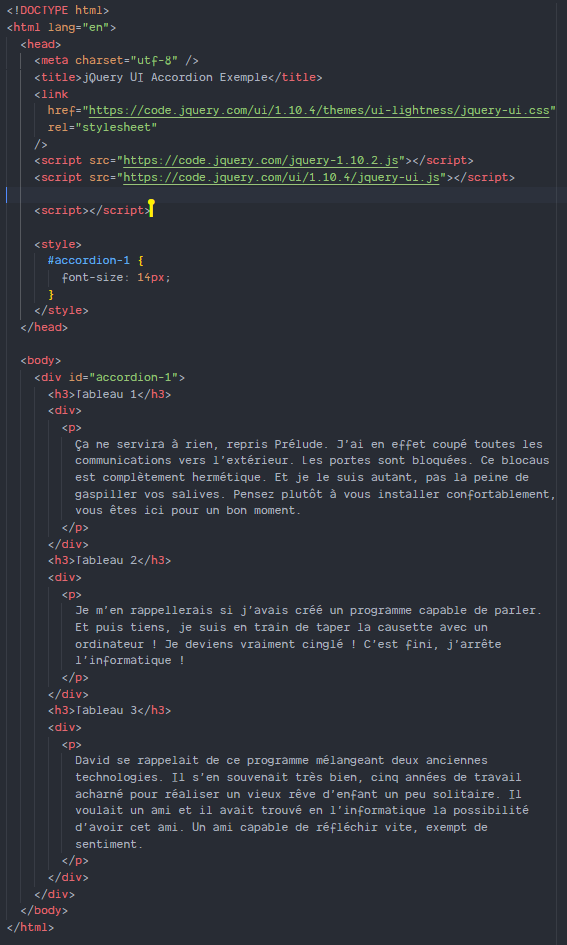 <!DOCTYPE html>
<html lang="en">
<head>
<meta charset="utf-8" />
<title>jQuery UI Accordion Exemple</title>
<link
href="https://code.jquery.com/ui/1.10.4/themes/ui-lightness/jquery-ui.css"
rel="stylesheet"
/>
<script src="https://code.jquery.com/jquery-1.10.2.js"></script>
<script src="https://code.jquery.com/ui/1.10.4/jquery-ui.js"></script>
<script></script>
<style>
#accordion-1 {
font-size: 14px;
}
</style>
</head>
<body>
<div id="accordion-1">
<h3>Tableau 1</h3>
<div>
<p>
Ça ne servira à rien, repris Prélude. J’ai en effet coupé toutes les
communications vers l’extérieur. Les portes sont bloquées. Ce blocaus
est complètement hermétique. Et je le suis autant, pas la peine de
gaspiller vos salives. Pensez plutôt à vous installer confortablement,
vous êtes ici pour un bon moment.
</p>
</div>
<h3>Tableau 2</h3>
<div>
<p>
Je m’en rappellerais si j’avais créé un programme capable de parler.
Et puis tiens, je suis en train de taper la causette avec un
ordinateur ! Je deviens vraiment cinglé ! C’est fini, j’arrête
l’informatique !
</p>
</div>
<h3>Tableau 3</h3>
<div>
<p>
David se rappelait de ce programme mélangeant deux anciennes
technologies. Il s’en souvenait très bien, cinq années de travail
acharné pour réaliser un vieux rêve d’enfant un peu solitaire. Il
voulait un ami et il avait trouvé en l’informatique la possibilité
d’avoir cet ami. Un ami capable de réfléchir vite, exempt de
sentiment.
</p>
</div>
</div>
</body>
</html>